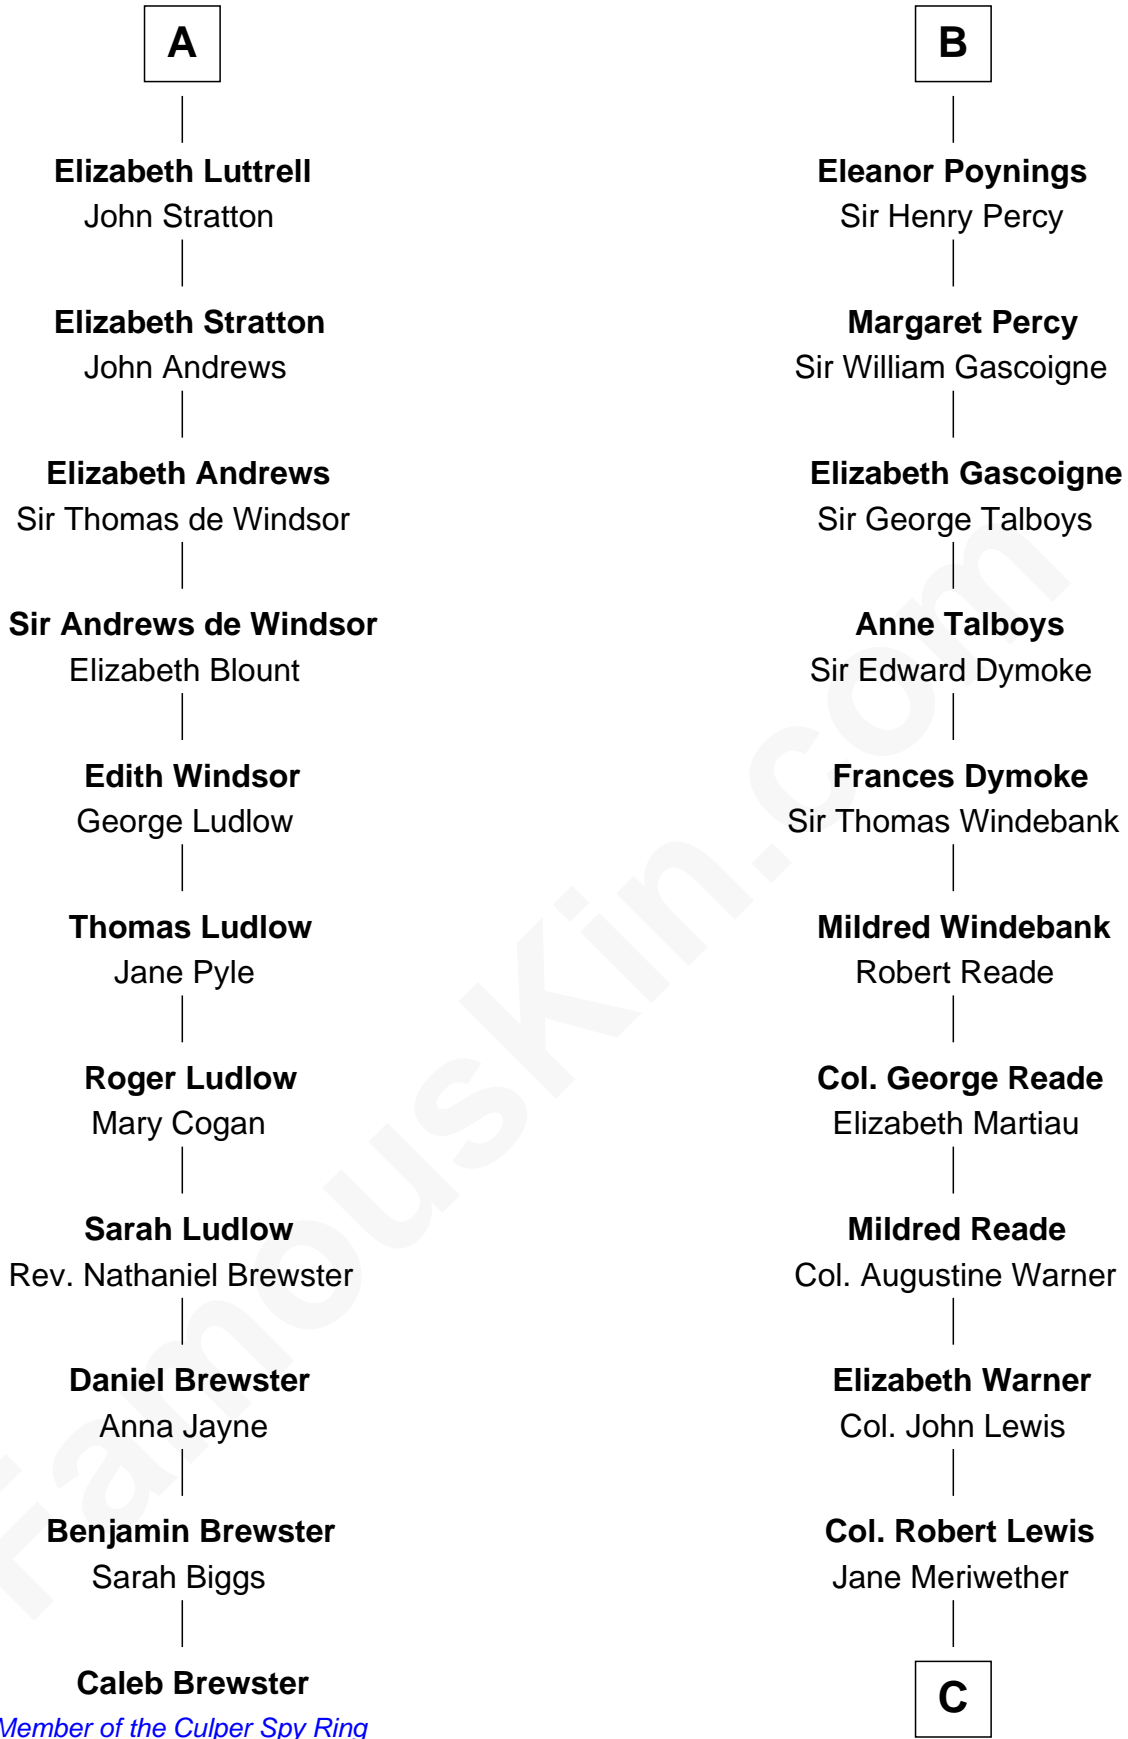 A
Elizabeth Luttrell
John Stratton
Elizabeth Stratton
John Andrews
Elizabeth Andrews
Sir Thomas de Windsor
Sir Andrews de Windsor
Elizabeth Blount
Edith Windsor
George Ludlow
Thomas Ludlow
Jane Pyle
Roger Ludlow
Mary Cogan
Sarah Ludlow
Rev. Nathaniel Brewster
Daniel Brewster
Anna Jayne
Benjamin Brewster
Sarah Biggs
Caleb Brewster
Member of the Culper Spy Ring
B
Eleanor Poynings
Sir Henry Percy
Margaret Percy
Sir William Gascoigne
Elizabeth Gascoigne
Sir George Talboys
Anne Talboys
Sir Edward Dymoke
Frances Dymoke
Sir Thomas Windebank
Mildred Windebank
Robert Reade
Col. George Reade
Elizabeth Martiau
Mildred Reade
Col. Augustine Warner
Elizabeth Warner
Col. John Lewis
Col. Robert Lewis
Jane Meriwether
C
FamousKin.com